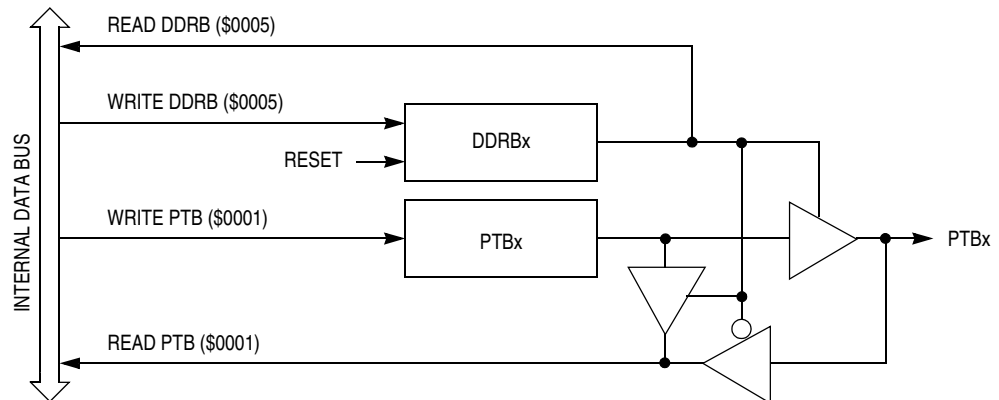 READ DDRB ($0005)
WRITE DDRB ($0005)
DDRBx
RESET
WRITE PTB ($0001)
PTBx
PTBx
READ PTB ($0001)
INTERNAL DATA BUS